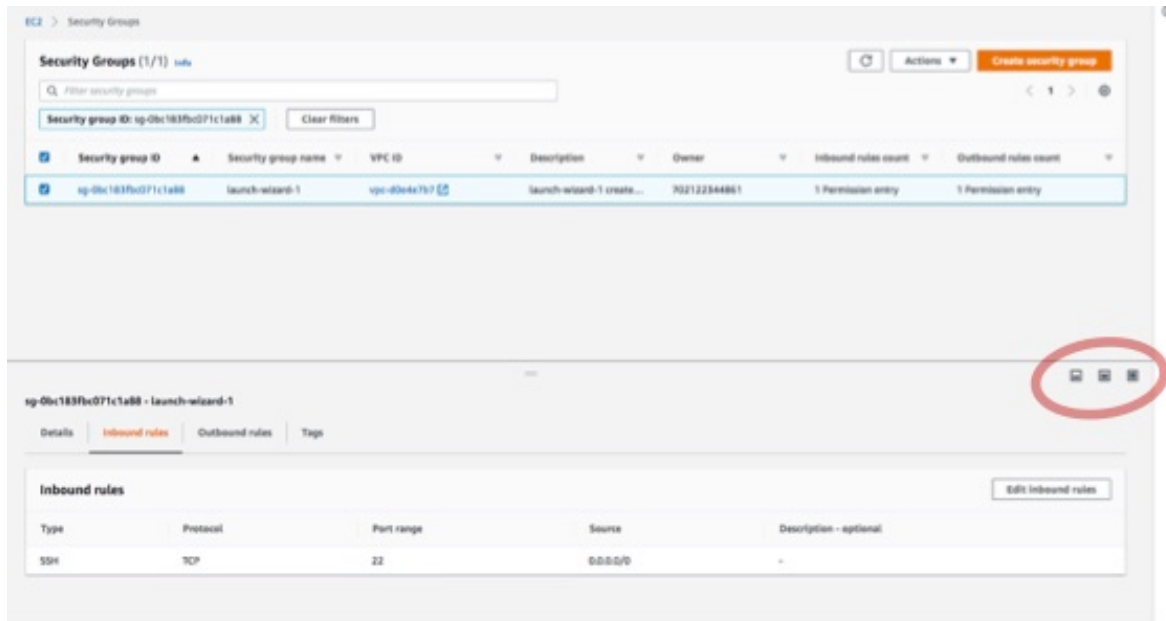 EC2 > Security Groups
Security Groups (1/1) Info
Actions
Create security group
Filter security groups
1
Security group ID: sg-0bc183fbc071c1a88 X
Clear filters
Security group ID Security group name VPC ID Description Owner Inbound rules count Outbound rules count
sg-0bc183fbc071c1a88 launch-wizard-1 vpc-d0e4e7b7 launch-wizard-1 create... 702122344861 1 Permission entry 1 Permission entry
sg-0bc183fbc071c1a88 - launch-wizard-1
Details Inbound rules Outbound rules Tags
Inbound rules
Edit inbound rules
Type Protocol Port range Source Description - optional
SSH TCP 22 0.0.0.0/0 -